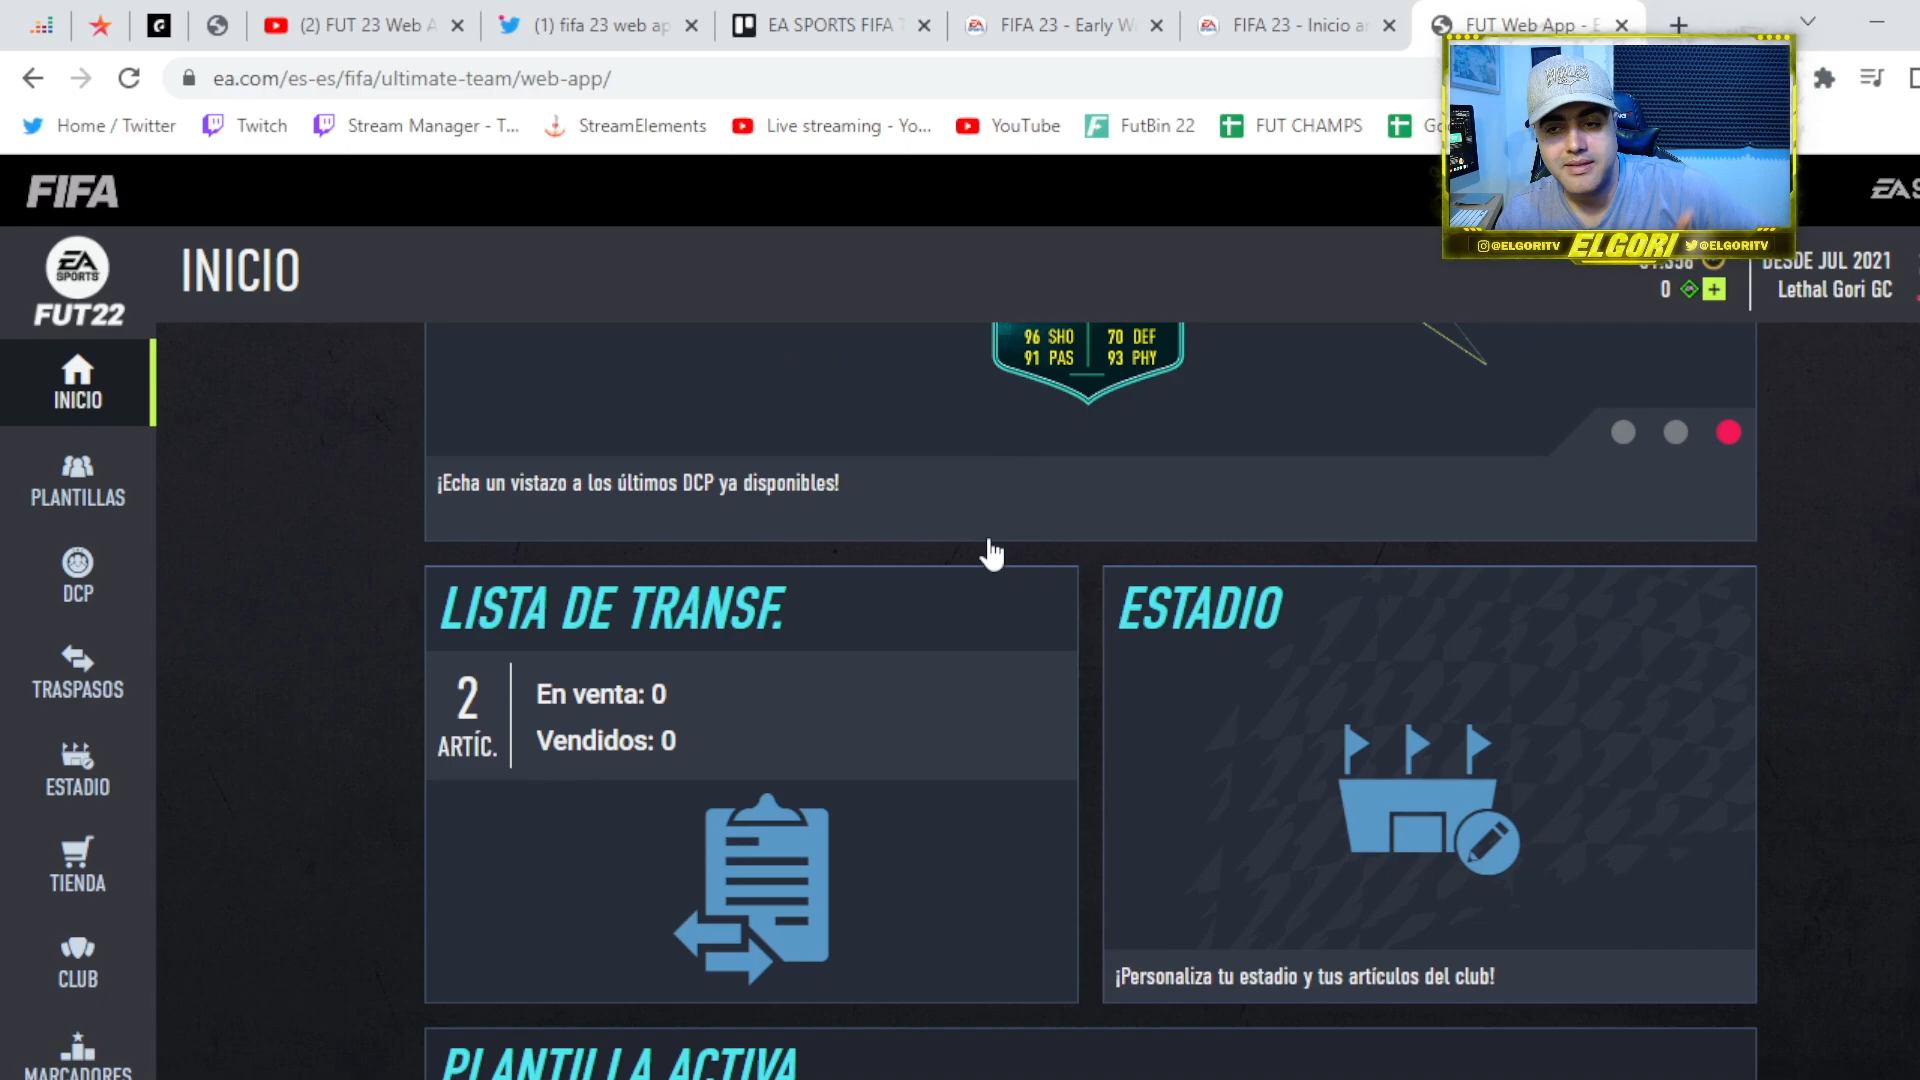 (2) FUT 23 Web A
(1) fifa 23 web ap
EA SPORTS FIFA
FIFA 23 - Early W
FIFA 23 - Inicio a
FUT Web App - E
ea.com/es-es/fifa/ultimate-team/web-app/
Home / Twitter
Twitch
Stream Manager - T...
StreamElements
Live streaming - Yo...
YouTube
FutBin 22
FUT CHAMPS
@ELGORITV
ELGORI
@ELGORITV
FIFA
EA SPORTS
FUT22
INICIO
0
DESDE JUL 2021
Lethal Gori GC
96 SHO
70 DEF
91 PAS
93 PHY
¡Echa un vistazo a los últimos DCP ya disponibles!
INICIO
PLANTILLAS
DCP
TRASPASOS
ESTADIO
TIENDA
CLUB
MARCADORES
LISTA DE TRANSF.
2
ARTÍC.
En venta: 0
Vendidos: 0
ESTADIO
¡Personaliza tu estadio y tus artículos del club!
PLANTILLA ACTIVA